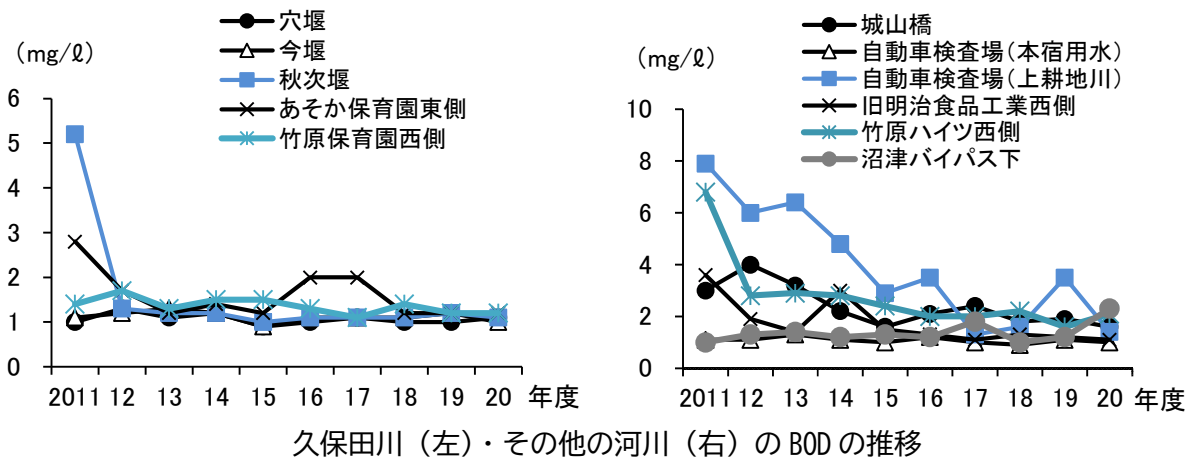 穴堰
今堰
秋次堰
あそか保育園東側
竹原保育園西側
(mg/ℓ)
6
5
4
3
2
1
0
2011 12 13 14 15 16 17 18 19 20 年度
城山橋
自動車検査場(本宿用水)
自動車検査場(上耕地川)
旧明治食品工業西側
竹原ハイツ西側
沼津バイパス下
(mg/ℓ)
10
8
6
4
2
0
2011 12 13 14 15 16 17 18 19 20 年度
久保田川(左)・その他の河川(右)の BOD の推移